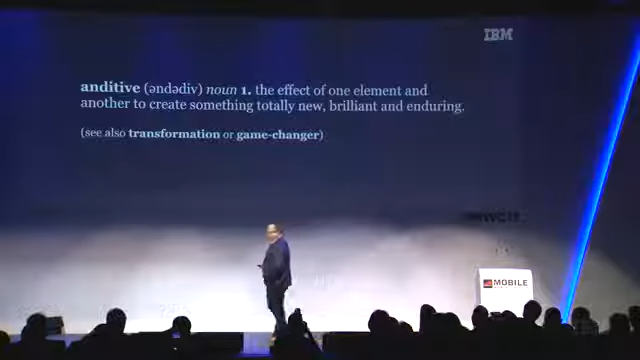 IBM
anditive (əndədiv) noun 1. the effect of one element and
another to create something totally new, brilliant and enduring.
(see also transformation or game-changer)
MOBILE